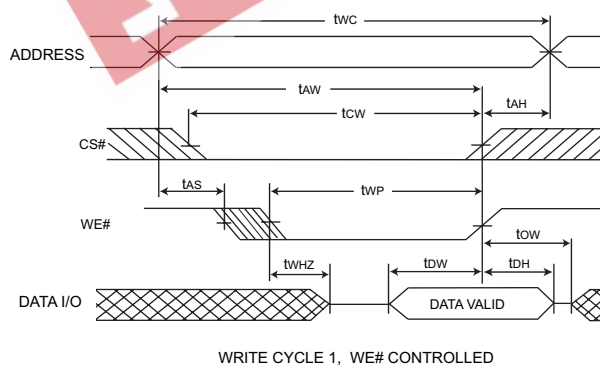 tWC
ADDRESS
tAW
tCW
tAH
CS#
tAS
tWP
WE#
tOW
tWHZ
tDW
tDH
DATA I/O
DATA VALID
WRITE CYCLE 1, WE# CONTROLLED